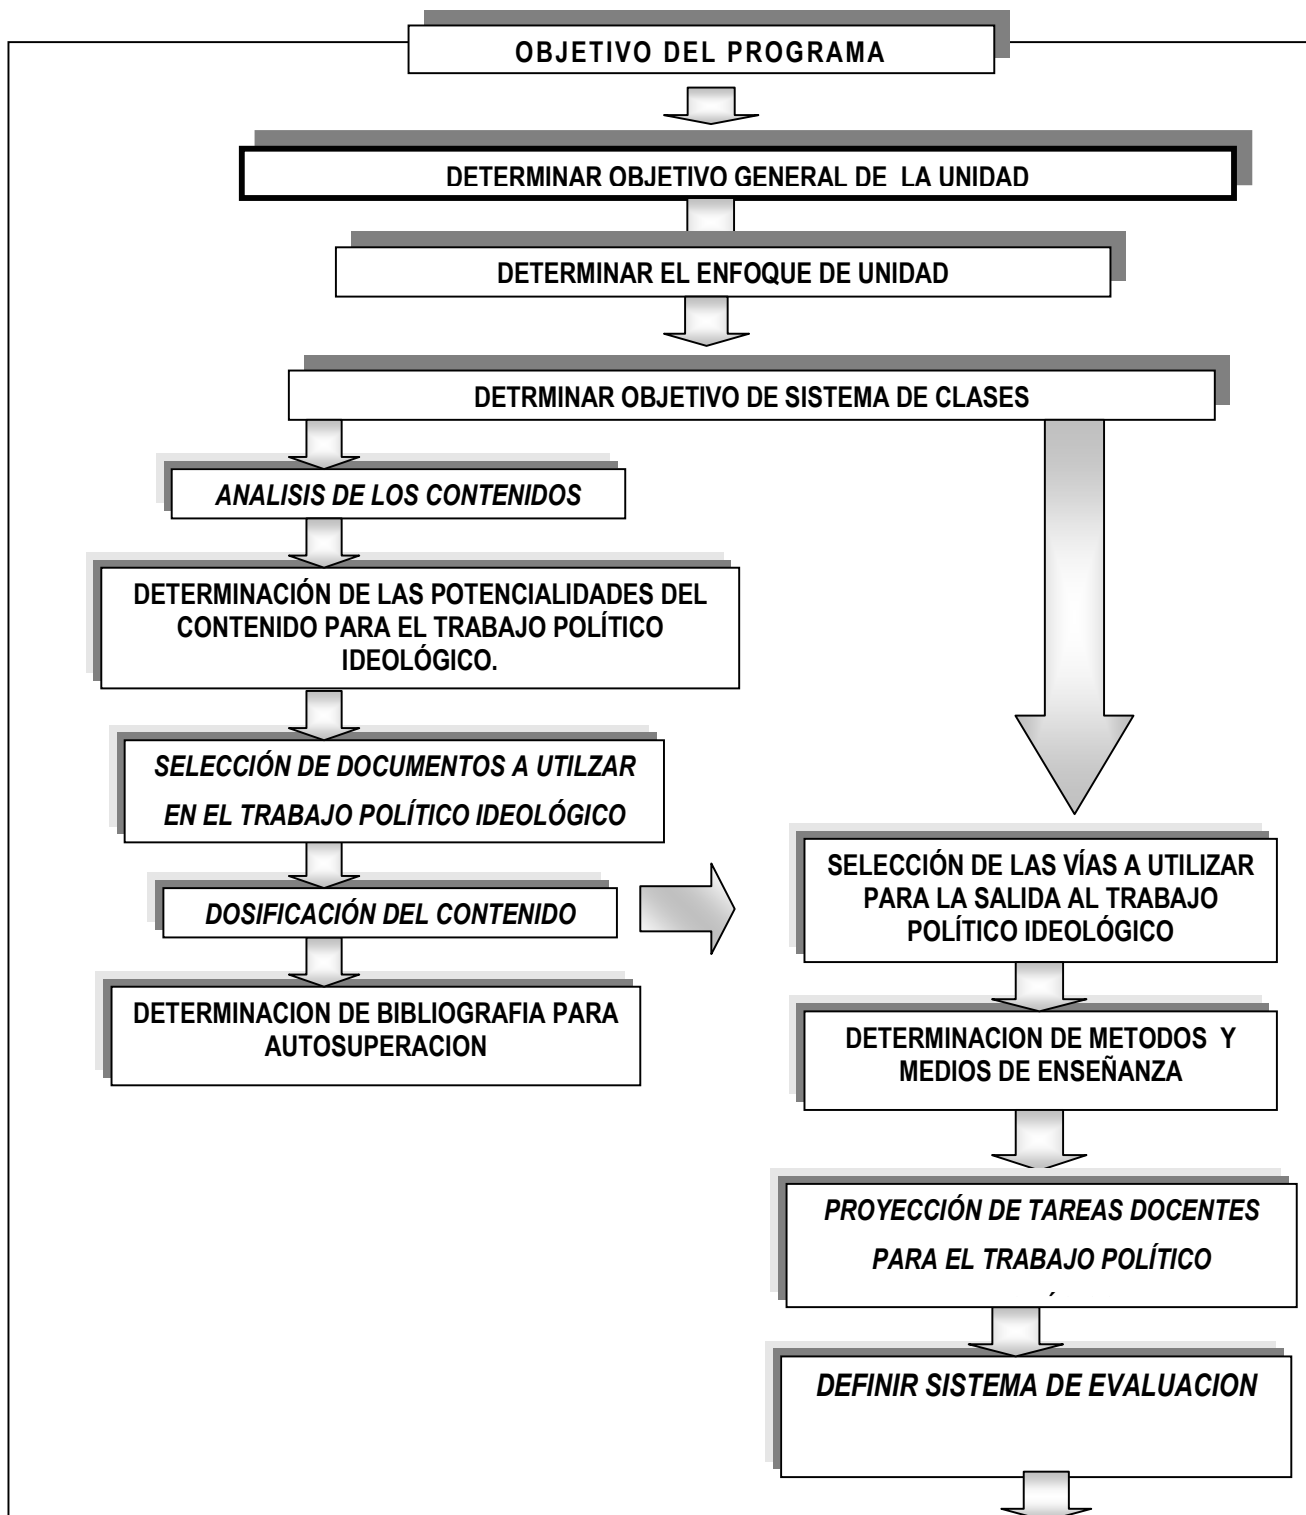 OBJETIVO DEL PROGRAMA
DETERMINAR OBJETIVO GENERAL DE LA UNIDAD
DETERMINAR EL ENFOQUE DE UNIDAD
DETRMINAR OBJETIVO DE SISTEMA DE CLASES
ANALISIS DE LOS CONTENIDOS
DETERMINACIÓN DE LAS POTENCIALIDADES DEL
CONTENIDO PARA EL TRABAJO POLÍTICO
IDEOLÓGICO.
SELECCIÓN DE DOCUMENTOS A UTILZAR
EN EL TRABAJO POLÍTICO IDEOLÓGICO
DOSIFICACIÓN DEL CONTENIDO
DETERMINACION DE BIBLIOGRAFIA PARA
AUTOSUPERACION
SELECCIÓN DE LAS VÍAS A UTILIZAR
PARA LA SALIDA AL TRABAJO
POLÍTICO IDEOLÓGICO
DETERMINACION DE METODOS Y
MEDIOS DE ENSEÑANZA
PROYECCIÓN DE TAREAS DOCENTES
PARA EL TRABAJO POLÍTICO
DEFINIR SISTEMA DE EVALUACION